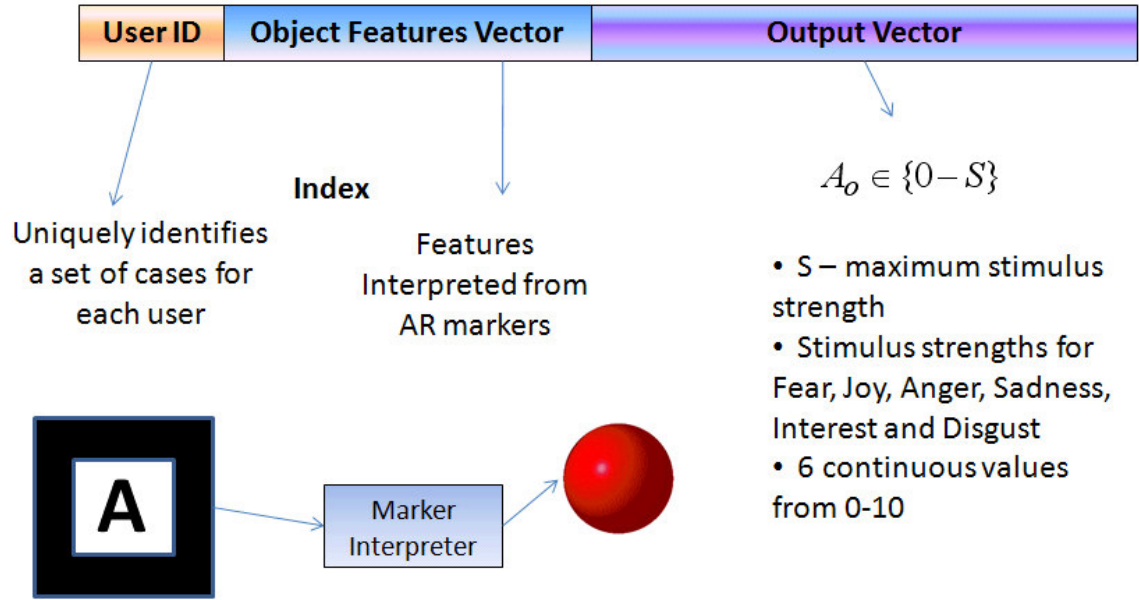 User ID
Object Features Vector
Output Vector
Index
Uniquely identifies
a set of cases for
each user
Features
Interpreted from
AR markers
A_o ∈ {0 – S}
• S – maximum stimulus
strength
• Stimulus strengths for
Fear, Joy, Anger, Sadness,
Interest and Disgust
• 6 continuous values
from 0-10
A
Marker
Interpreter